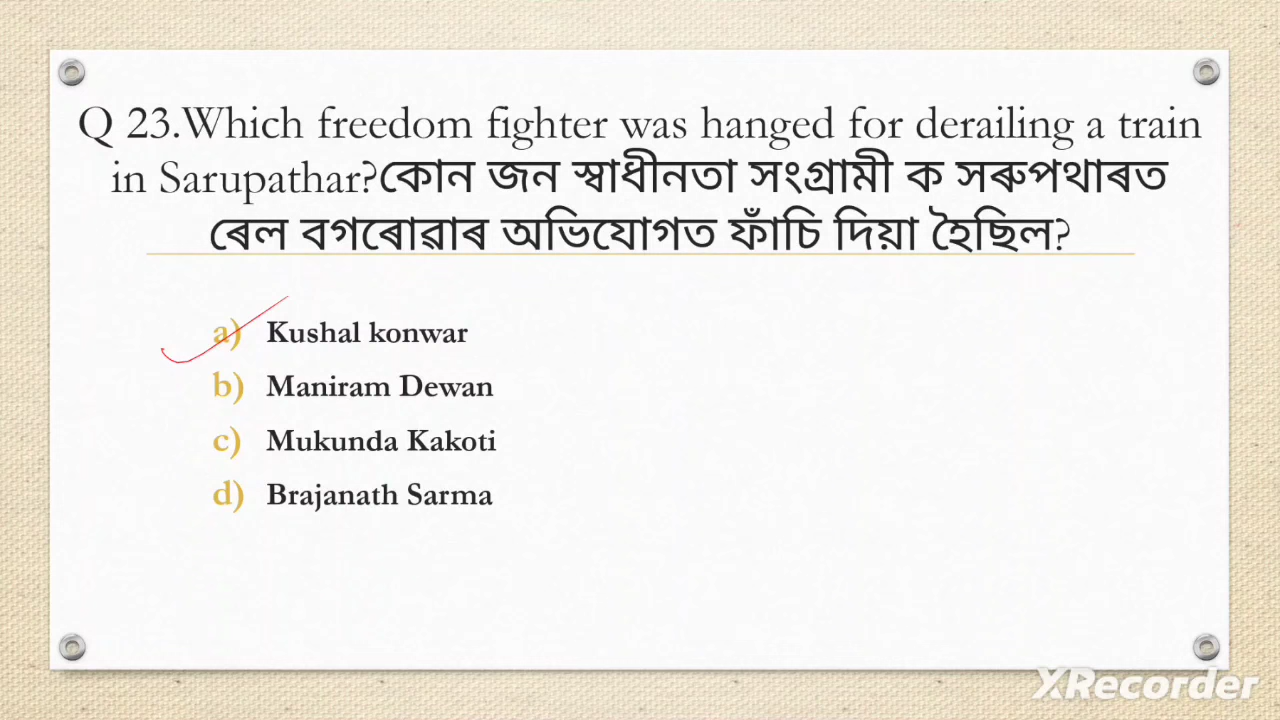 Q 23.Which freedom fighter was hanged for derailing a train
in Sarupathar?কোন জন স্বাধীনতা সংগ্ৰামী ক সৰুপথাৰত
ৰেল বগৰোৱাৰ অভিযোগত ফাঁচি দিয়া হৈছিল?
a) Kushal konwar
b) Maniram Dewan
c) Mukunda Kakoti
d) Brajanath Sarma
XRecorder